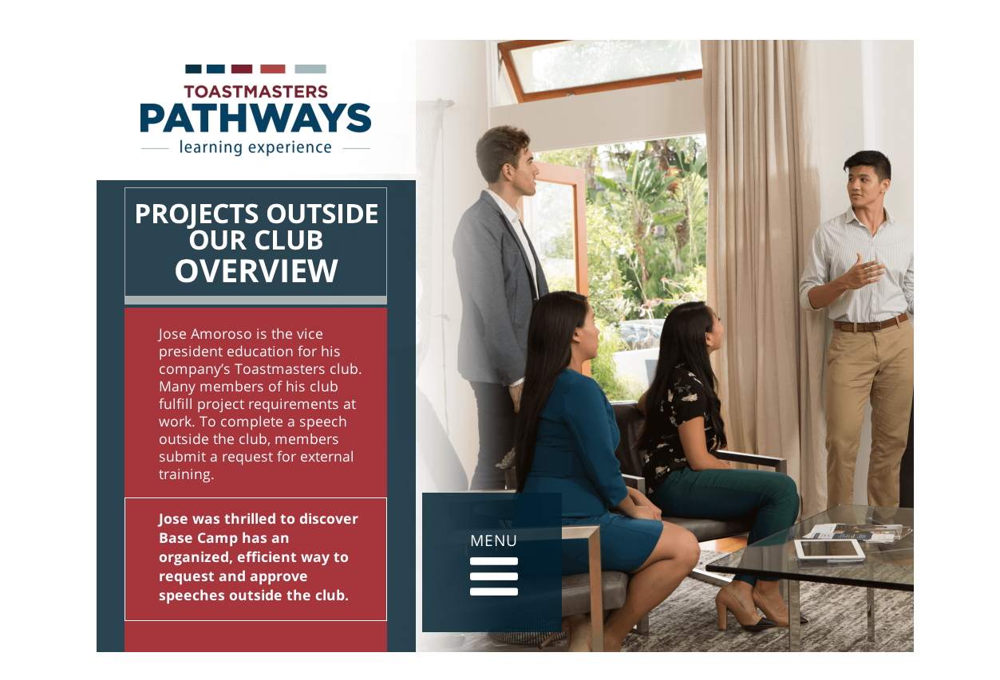 TOASTMASTERS
PATHWAYS
learning experience
PROJECTS OUTSIDE
OUR CLUB
OVERVIEW
Jose Amoroso is the vice
president education for his
company’s Toastmasters club.
Many members of his club
fulfill project requirements at
work. To complete a speech
outside the club, members
submit a request for external
training.
Jose was thrilled to discover
Base Camp has an
organized, efficient way to
request and approve
speeches outside the club.
MENU